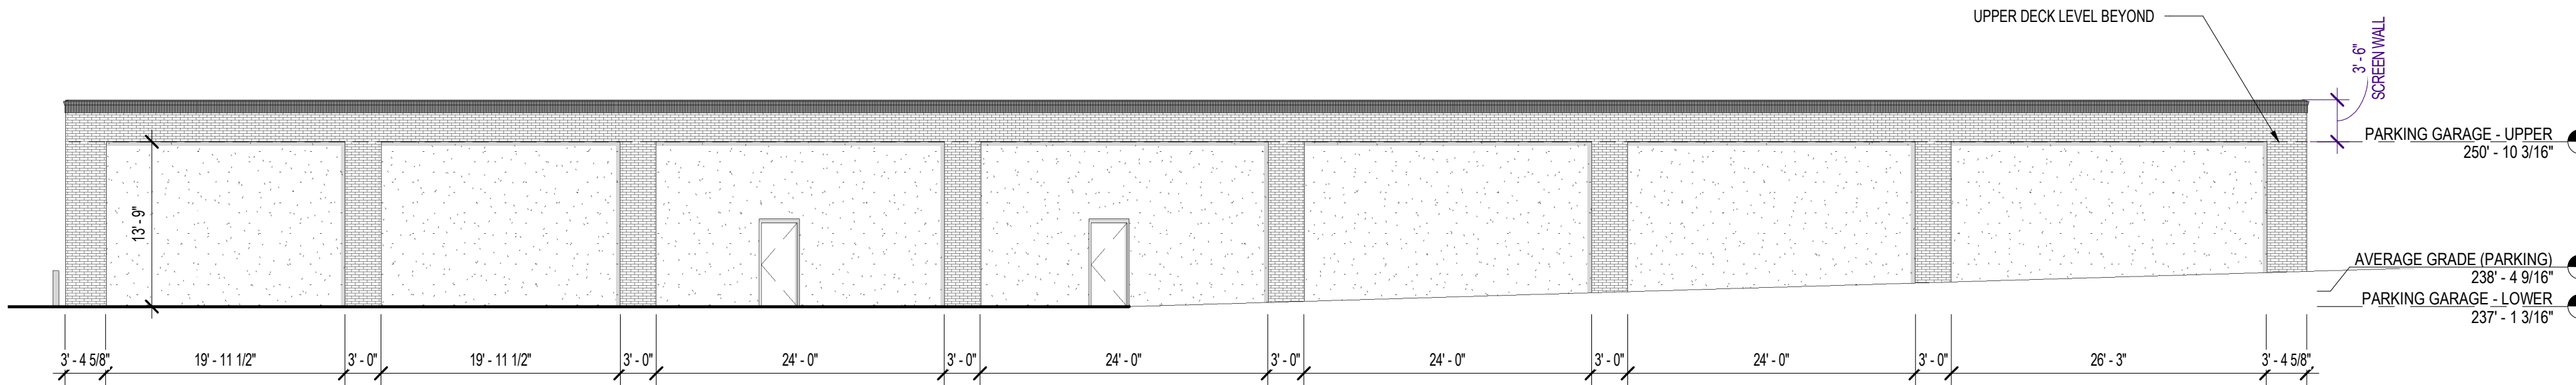 UPPER DECK LEVEL BEYOND
3' - 6"
SCREEN WALL
PARKING GARAGE - UPPER
250' - 10 3/16"
13' - 9"
AVERAGE GRADE (PARKING)
238' - 4 9/16"
PARKING GARAGE - LOWER
237' - 1 3/16"
3' - 4 5/8" 19' - 11 1/2" 3' - 0" 19' - 11 1/2" 3' - 0" 24' - 0" 3' - 0" 24' - 0" 3' - 0" 24' - 0" 3' - 0" 24' - 0" 3' - 0" 26' - 3" 3' - 4 5/8"